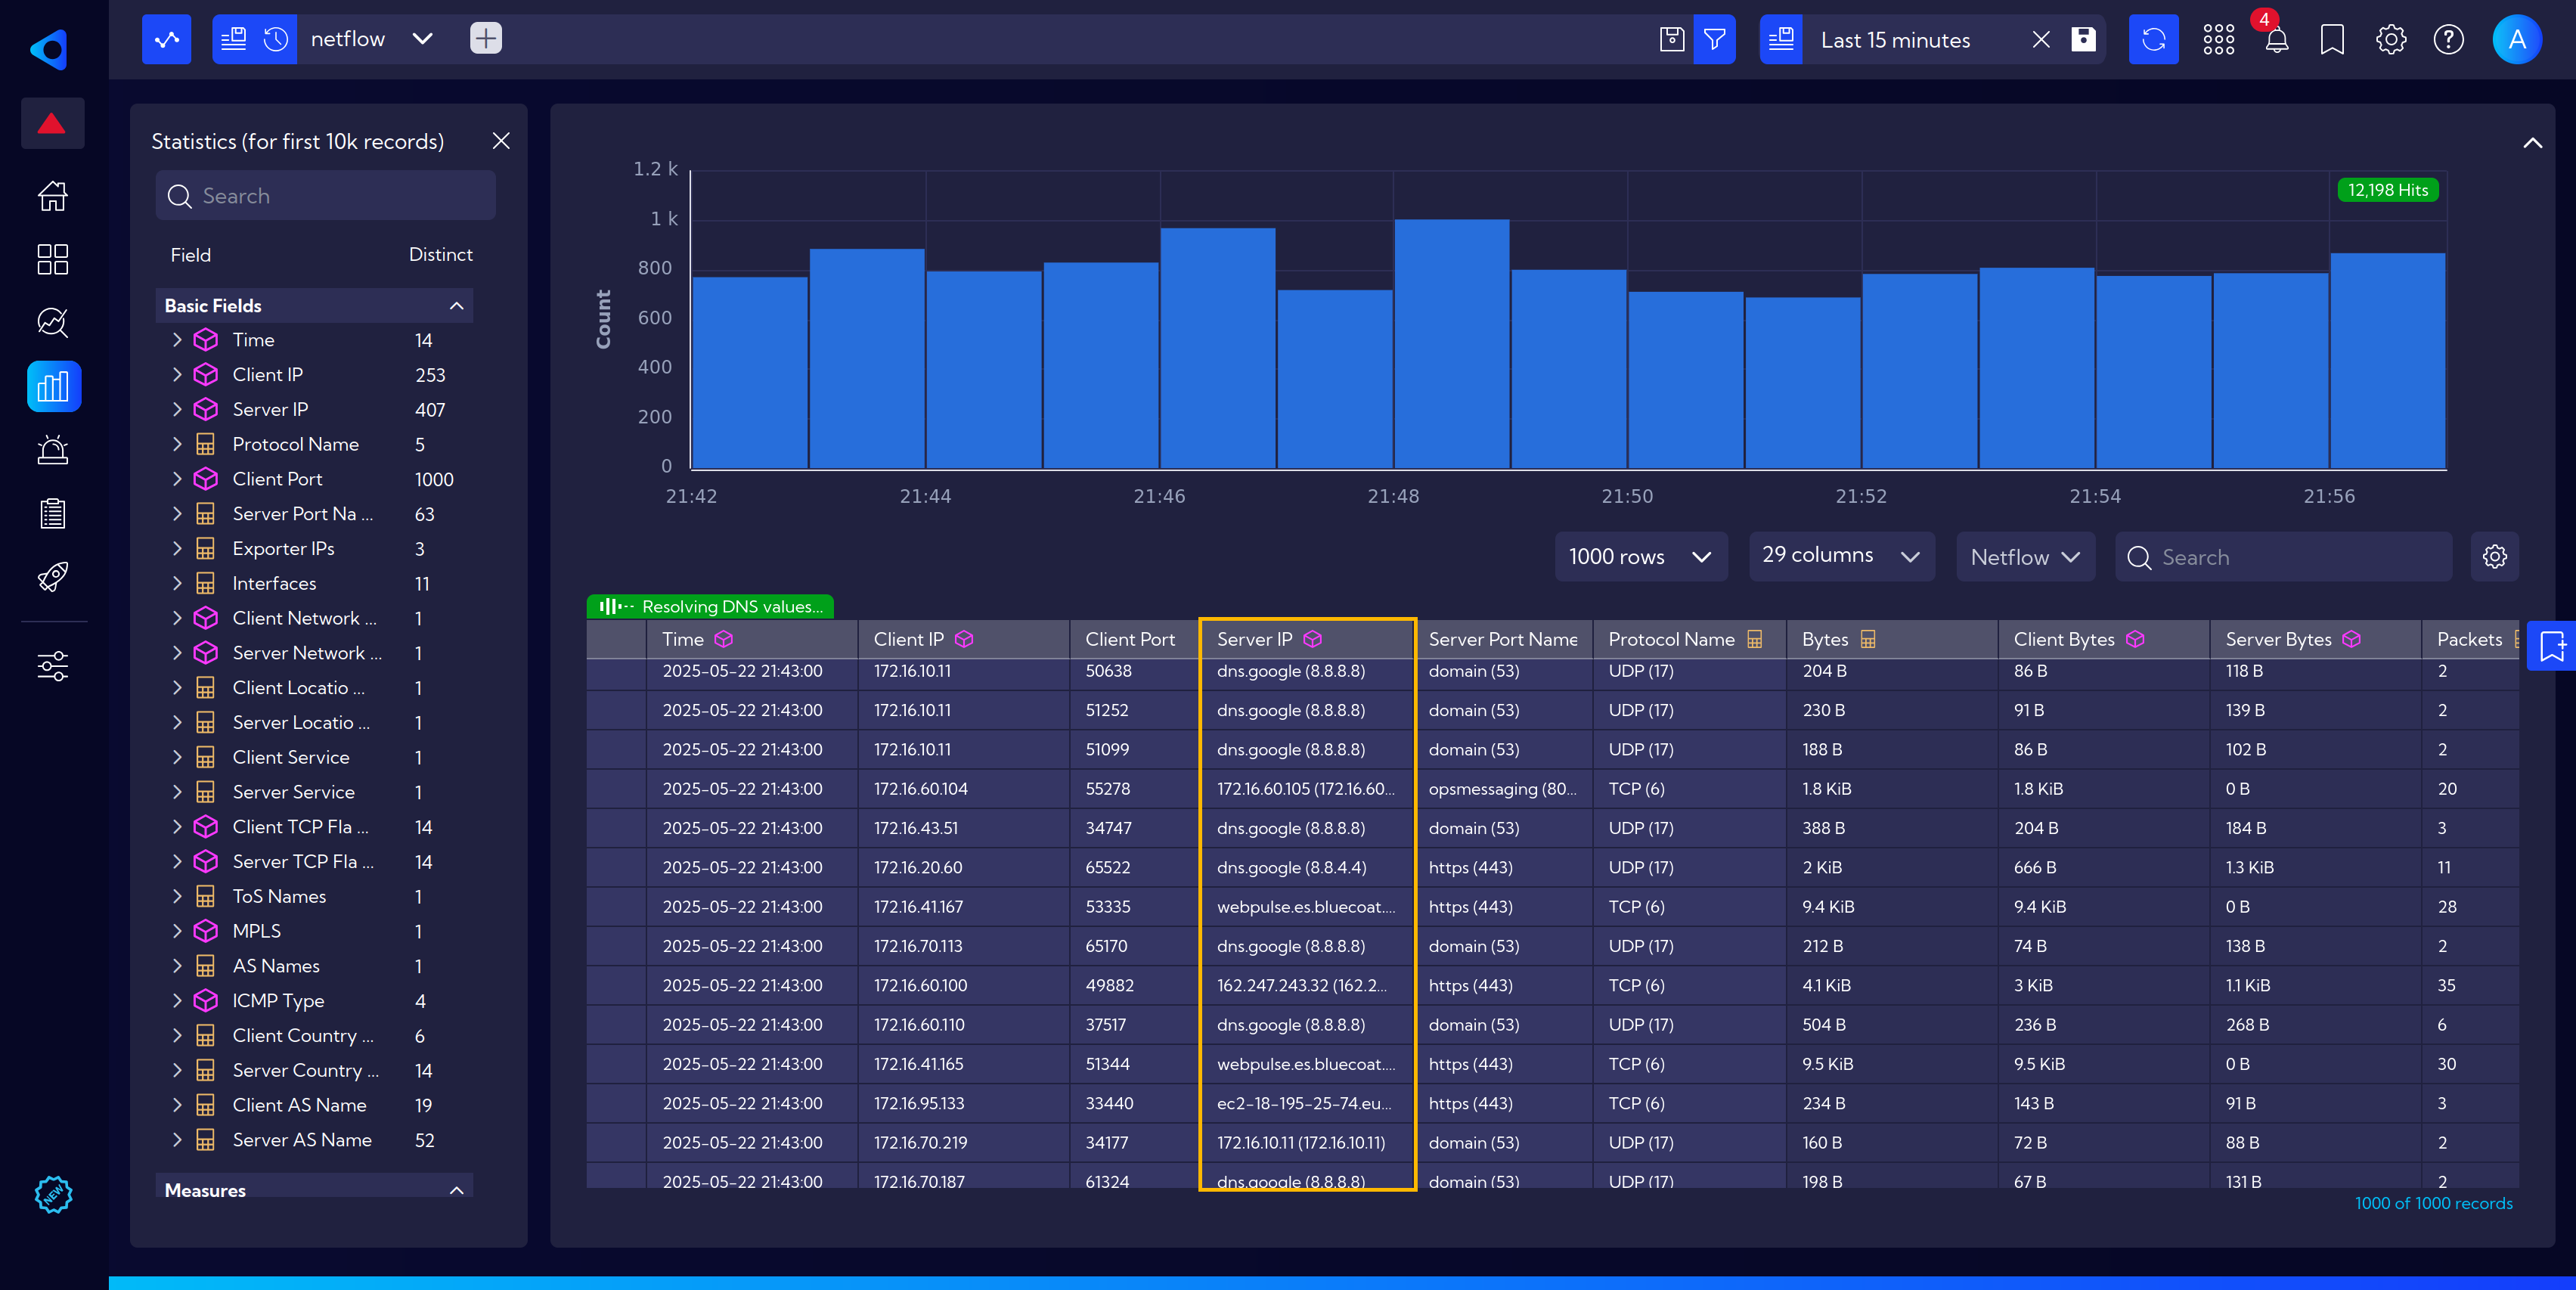 netflow
Last 15 minutes
4
A
Statistics (for first 10k records)
Search
Field Distinct
Basic Fields
Time 14
Client IP 253
Server IP 407
Protocol Name 5
Client Port 1000
Server Port Na ... 63
Exporter IPs 3
Interfaces 11
Client Network ... 1
Server Network ... 1
Client Locatio ... 1
Server Locatio ... 1
Client Service 1
Server Service 1
Client TCP Fla ... 14
Server TCP Fla ... 14
ToS Names 1
MPLS 1
AS Names 1
ICMP Type 4
Client Country ... 6
Server Country ... 14
Client AS Name 19
Server AS Name 52
Measures
NEW
12,198 Hits
Count
1.2 k
1 k
800
600
400
200
0
21:42 21:44 21:46 21:48 21:50 21:52 21:54 21:56
1000 rows 29 columns Netflow Search
Resolving DNS values...
Time Client IP Client Port Server IP Server Port Name Protocol Name Bytes Client Bytes Server Bytes Packets
2025-05-22 21:43:00 172.16.10.11 50638 dns.google (8.8.8.8) domain (53) UDP (17) 204 B 86 B 118 B 2
2025-05-22 21:43:00 172.16.10.11 51252 dns.google (8.8.8.8) domain (53) UDP (17) 230 B 91 B 139 B 2
2025-05-22 21:43:00 172.16.10.11 51099 dns.google (8.8.8.8) domain (53) UDP (17) 188 B 86 B 102 B 2
2025-05-22 21:43:00 172.16.60.104 55278 172.16.60.105 (172.16.60... opsmessaging (80... TCP (6) 1.8 KiB 1.8 KiB 0 B 20
2025-05-22 21:43:00 172.16.43.51 34747 dns.google (8.8.8.8) domain (53) UDP (17) 388 B 204 B 184 B 3
2025-05-22 21:43:00 172.16.20.60 65522 dns.google (8.8.4.4) https (443) UDP (17) 2 KiB 666 B 1.3 KiB 11
2025-05-22 21:43:00 172.16.41.167 53335 webpulse.es.bluecoat.... https (443) TCP (6) 9.4 KiB 9.4 KiB 0 B 28
2025-05-22 21:43:00 172.16.70.113 65170 dns.google (8.8.8.8) domain (53) UDP (17) 212 B 74 B 138 B 2
2025-05-22 21:43:00 172.16.60.100 49882 162.247.243.32 (162.2... https (443) TCP (6) 4.1 KiB 3 KiB 1.1 KiB 35
2025-05-22 21:43:00 172.16.60.110 37517 dns.google (8.8.8.8) domain (53) UDP (17) 504 B 236 B 268 B 6
2025-05-22 21:43:00 172.16.41.165 51344 webpulse.es.bluecoat.... https (443) TCP (6) 9.5 KiB 9.5 KiB 0 B 30
2025-05-22 21:43:00 172.16.95.133 33440 ec2-18-195-25-74.eu... https (443) TCP (6) 234 B 143 B 91 B 3
2025-05-22 21:43:00 172.16.70.219 34177 172.16.10.11 (172.16.10.11) domain (53) UDP (17) 160 B 72 B 88 B 2
2025-05-22 21:43:00 172.16.70.187 61324 dns.google (8.8.8.8) domain (53) UDP (17) 198 B 67 B 131 B 2
1000 of 1000 records